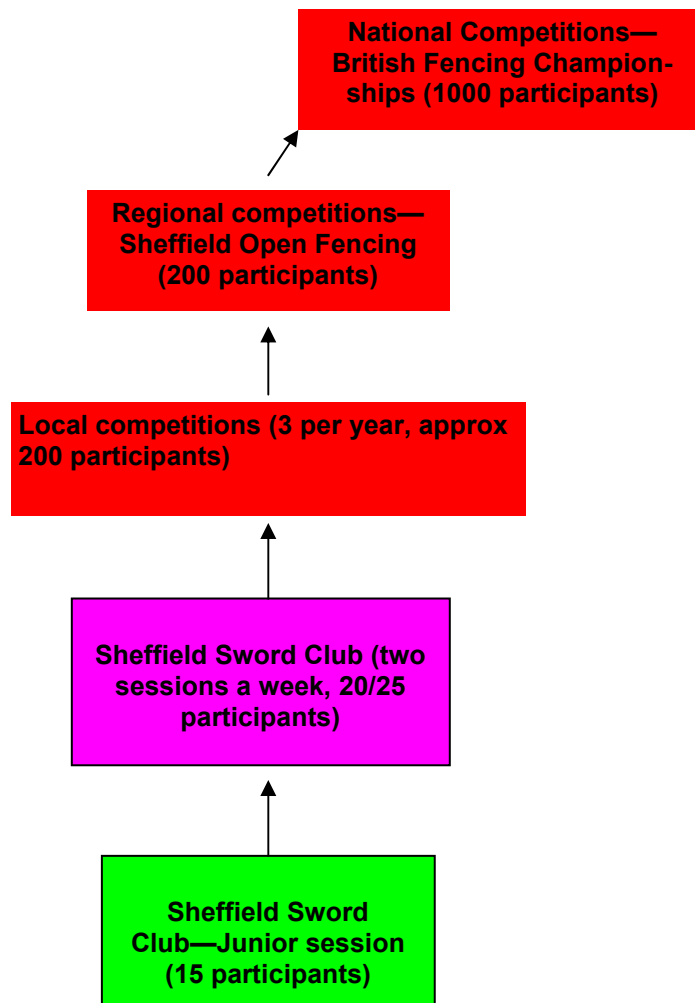 National Competitions—
British Fencing Champion-
ships (1000 participants)
Regional competitions—
Sheffield Open Fencing
(200 participants)
Local competitions (3 per year, approx
200 participants)
Sheffield Sword Club (two
sessions a week, 20/25
participants)
Sheffield Sword
Club—Junior session
(15 participants)